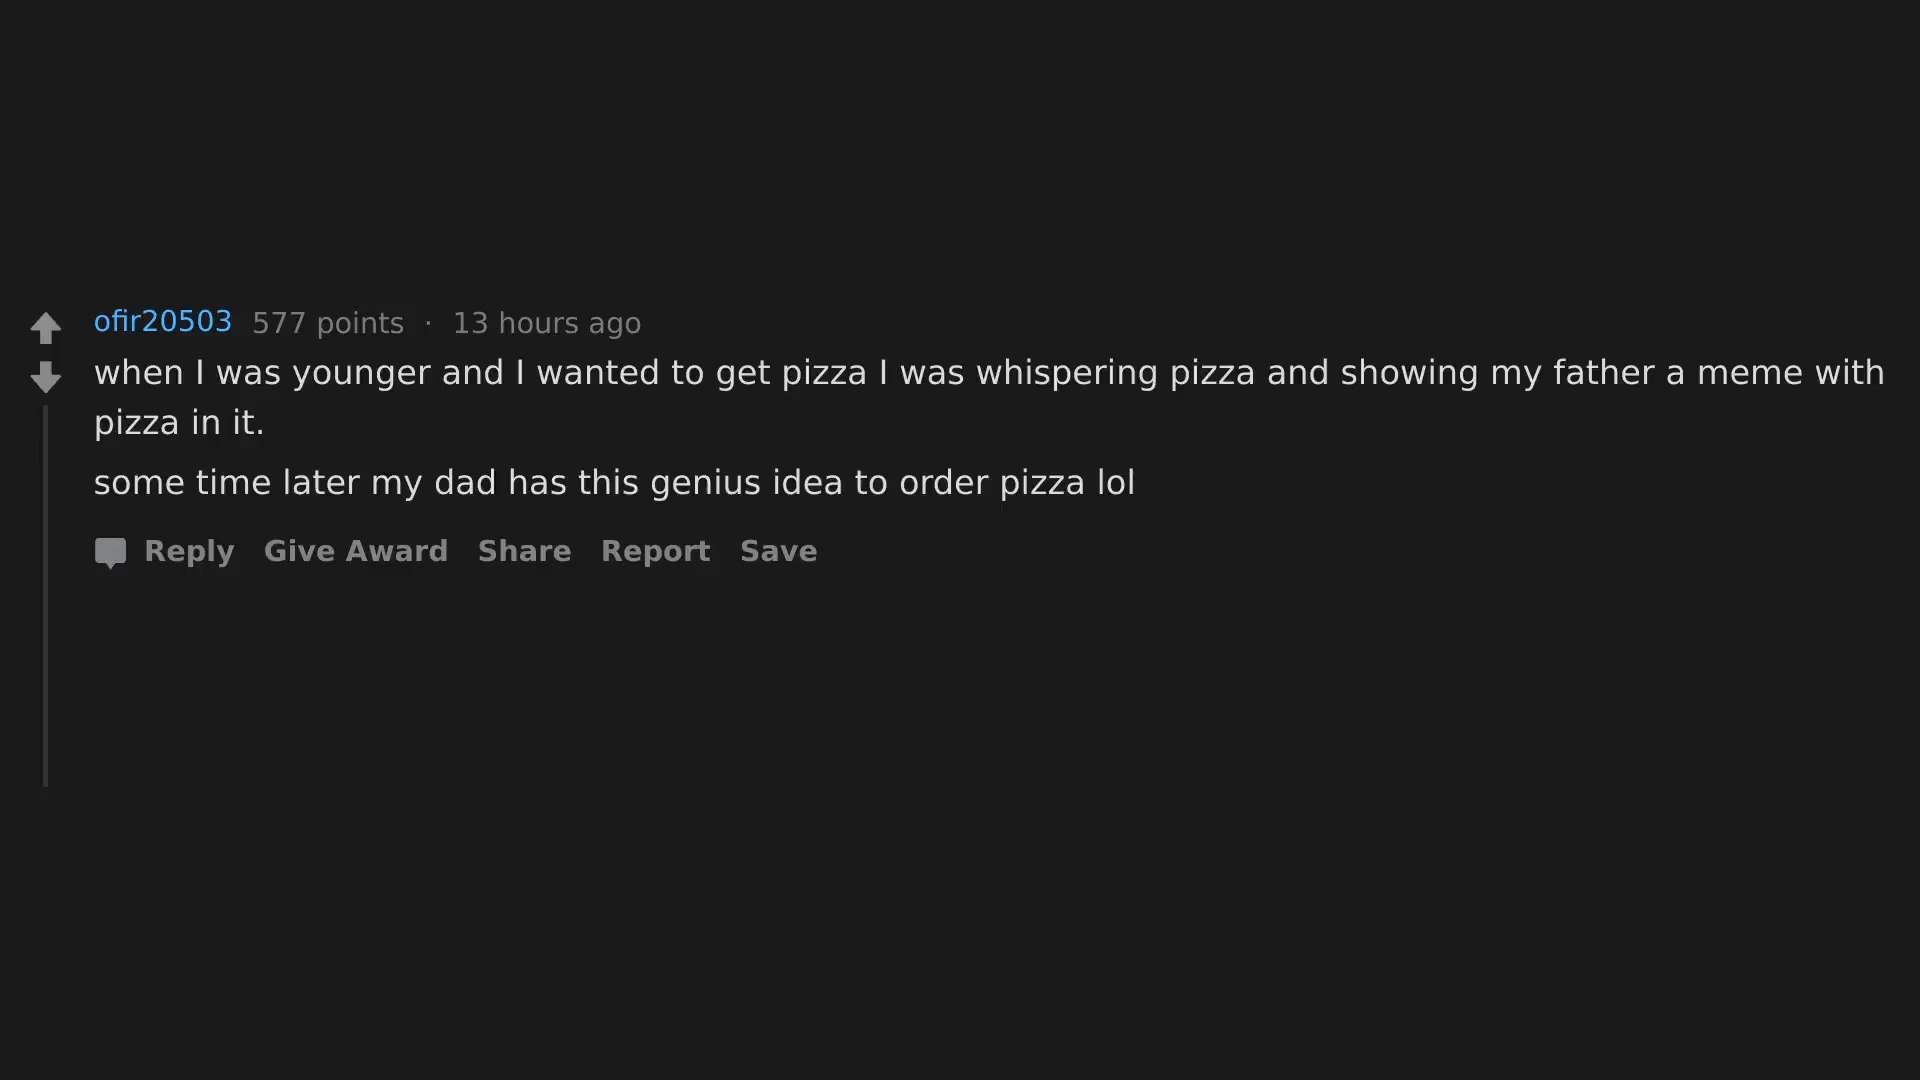 ofir20503 577 points · 13 hours ago
when I was younger and I wanted to get pizza I was whispering pizza and showing my father a meme with
pizza in it.
some time later my dad has this genius idea to order pizza lol
Reply Give Award Share Report Save